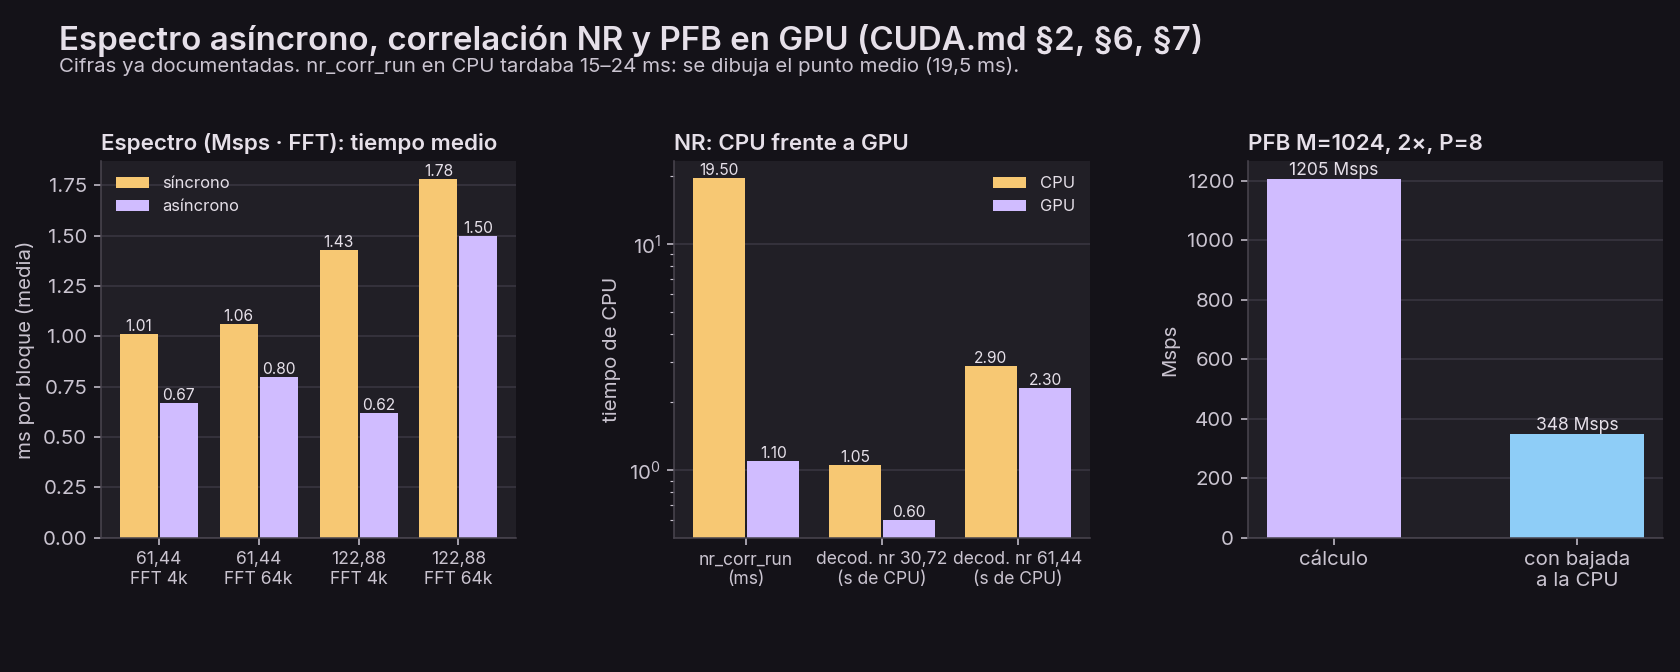 Espectro asíncrono, correlación NR y PFB en GPU (CUDA.md §2, §6, §7)
Cifras ya documentadas. nr_corr_run en CPU tardaba 15–24 ms: se dibuja el punto medio (19,5 ms).
Espectro (Msps · FFT): tiempo medio
ms por bloque (media)
1.75
1.50
1.25
1.00
0.75
0.50
0.25
0.00
síncrono
asíncrono
1.01
0.67
1.06
0.80
1.43
0.62
1.78
1.50
61,44
FFT 4k
61,44
FFT 64k
122,88
FFT 4k
122,88
FFT 64k
NR: CPU frente a GPU
tiempo de CPU
10¹
10⁰
CPU
GPU
19.50
1.10
1.05
0.60
2.90
2.30
nr_corr_run
(ms)
decod. nr 30,72
(s de CPU)
decod. nr 61,44
(s de CPU)
PFB M=1024, 2×, P=8
Msps
1200
1000
800
600
400
200
0
1205 Msps
348 Msps
cálculo
con bajada
a la CPU